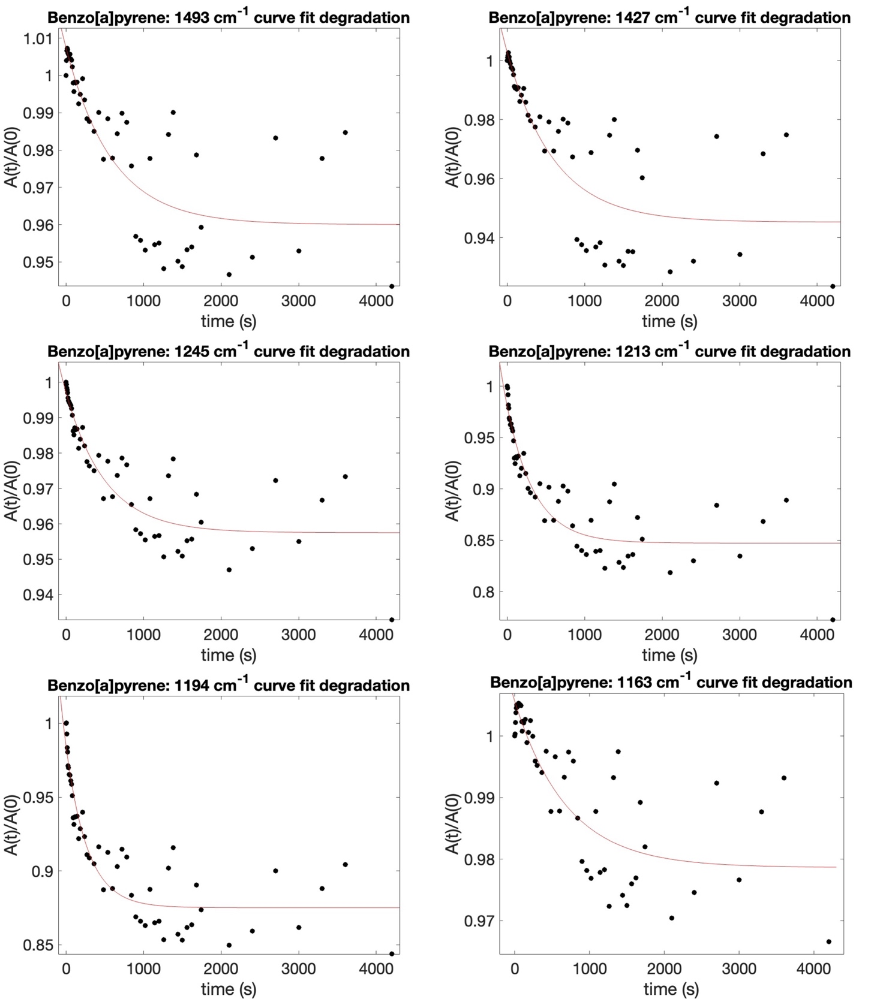 Benzo[a]pyrene: 1493 cm⁻¹ curve fit degradation
A(t)/A(0)
1.01
1
0.99
0.98
0.97
0.96
0.95
0 1000 2000 3000 4000
time (s)
Benzo[a]pyrene: 1427 cm⁻¹ curve fit degradation
A(t)/A(0)
1
0.98
0.96
0.94
0 1000 2000 3000 4000
time (s)
Benzo[a]pyrene: 1245 cm⁻¹ curve fit degradation
A(t)/A(0)
1
0.99
0.98
0.97
0.96
0.95
0.94
0 1000 2000 3000 4000
time (s)
Benzo[a]pyrene: 1213 cm⁻¹ curve fit degradation
A(t)/A(0)
1
0.95
0.9
0.85
0.8
0 1000 2000 3000 4000
time (s)
Benzo[a]pyrene: 1194 cm⁻¹ curve fit degradation
A(t)/A(0)
1
0.95
0.9
0.85
0 1000 2000 3000 4000
time (s)
Benzo[a]pyrene: 1163 cm⁻¹ curve fit degradation
A(t)/A(0)
1
0.99
0.98
0.97
0 1000 2000 3000 4000
time (s)